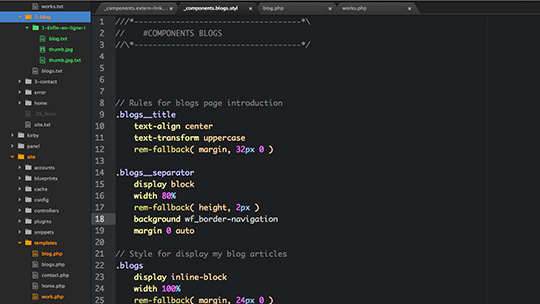 works.txt
2-blog
1-Enfin-en-ligne-!
blog.txt
thumb.jpg
thumb.txt
blogs.txt
3-contact
error
home
.DS_Store
site.txt
kirby
panel
site
accounts
blueprints
cache
config
controllers
plugins
snippets
templates
blog.php
blogs.php
contact.php
home.php
work.php
_components.extern-link. _components.blogs.styl blog.php works.php
1 ///*------------------------------------*\
2 //    #COMPONENTS BLOGS
3 //\*------------------------------------*/
4
5
6
7
8 // Rules for blogs page introduction
9 .blogs__title
10 text-align center
11 text-transform uppercase
12 rem-fallback( margin, 32px 0 )
13
14 .blogs__separator
15 display block
16 width 80%
17 rem-fallback( height, 2px )
18 background wf_border-navigation
19 margin 0 auto
20
21 // Style for display my blog articles
22 .blogs
23 display inline-block
24 width 100%
25 rem-fallback( margin, 24px 0 )